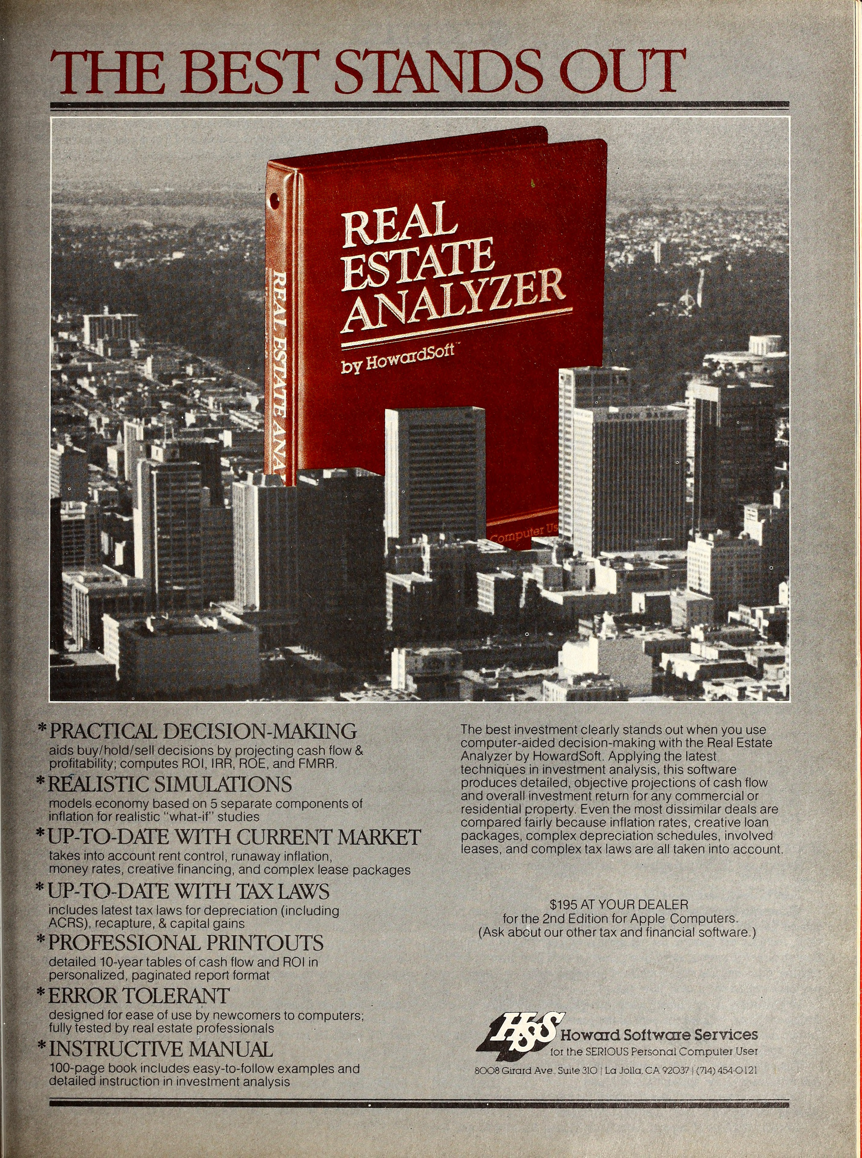 THE BEST STANDS OUT
REAL
ESTATE
ANALYZER
by HowardSoft™
REAL ESTATE ANA
UNION BANK
Computer Us
*PRACTICAL DECISION-MAKING
aids buy/hold/sell decisions by projecting cash flow &
profitability; computes ROI, IRR, ROE, and FMRR.
*REALISTIC SIMULATIONS
models economy based on 5 separate components of
inflation for realistic "what-if" studies
*UP-TO-DATE WITH CURRENT MARKET
takes into account rent control, runaway inflation,
money rates, creative financing, and complex lease packages
*UP-TO-DATE WITH TAX LAWS
includes latest tax laws for depreciation (including
ACRS), recapture, & capital gains
*PROFESSIONAL PRINTOUTS
detailed 10-year tables of cash flow and ROI in
personalized, paginated report format
*ERROR TOLERANT
designed for ease of use by newcomers to computers;
fully tested by real estate professionals
*INSTRUCTIVE MANUAL
100-page book includes easy-to-follow examples and
detailed instruction in investment analysis
The best investment clearly stands out when you use
computer-aided decision-making with the Real Estate
Analyzer by HowardSoft. Applying the latest
techniques in investment analysis, this software
produces detailed, objective projections of cash flow
and overall investment return for any commercial or
residential property. Even the most dissimilar deals are
compared fairly because inflation rates, creative loan
packages, complex depreciation schedules, involved
leases, and complex tax laws are all taken into account.
$195 AT YOUR DEALER
for the 2nd Edition for Apple Computers.
(Ask about our other tax and financial software.)
HSS
Howard Software Services
for the SERIOUS Personal Computer User
8008 Girard Ave, Suite 310 | La Jolla, CA 92037 | (714) 454-0121